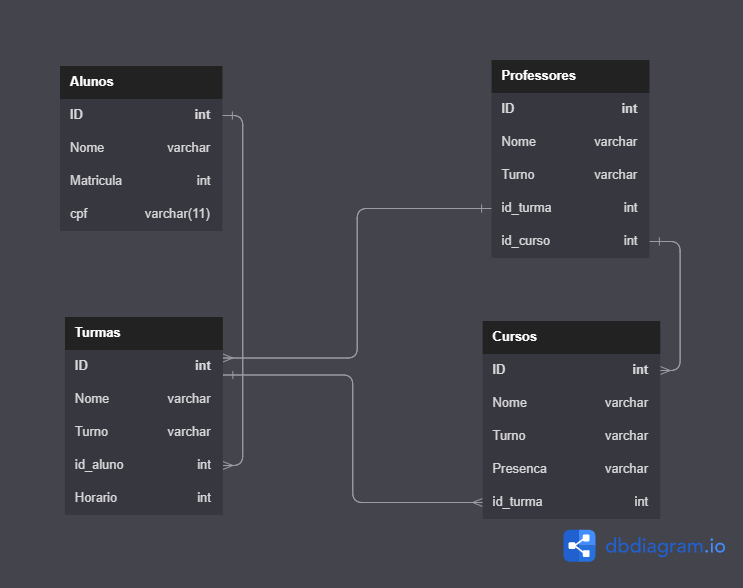 Alunos
ID int
Nome varchar
Matricula int
cpf varchar(11)
Professores
ID int
Nome varchar
Turno varchar
id_turma int
id_curso int
Turmas
ID int
Nome varchar
Turno varchar
id_aluno int
Horario int
Cursos
ID int
Nome varchar
Turno varchar
Presenca varchar
id_turma int
dbdiagram.io